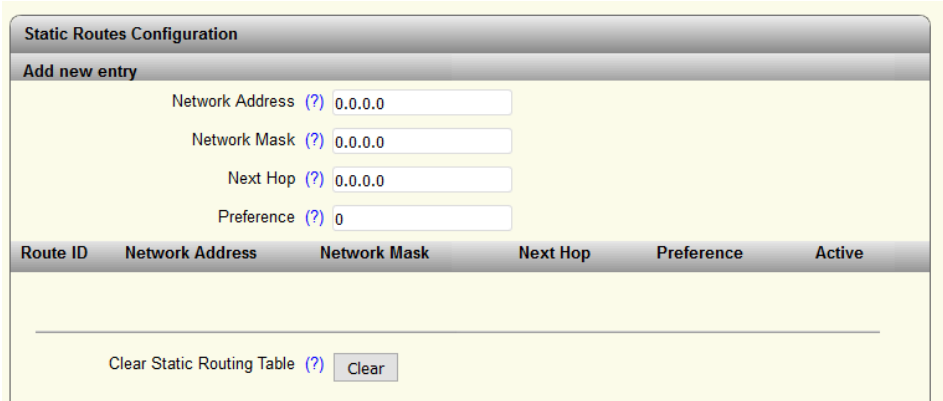 Static Routes Configuration
Add new entry
Network Address (?) 0.0.0.0
Network Mask (?) 0.0.0.0
Next Hop (?) 0.0.0.0
Preference (?) 0
Route ID Network Address Network Mask Next Hop Preference Active
Clear Static Routing Table (?) Clear